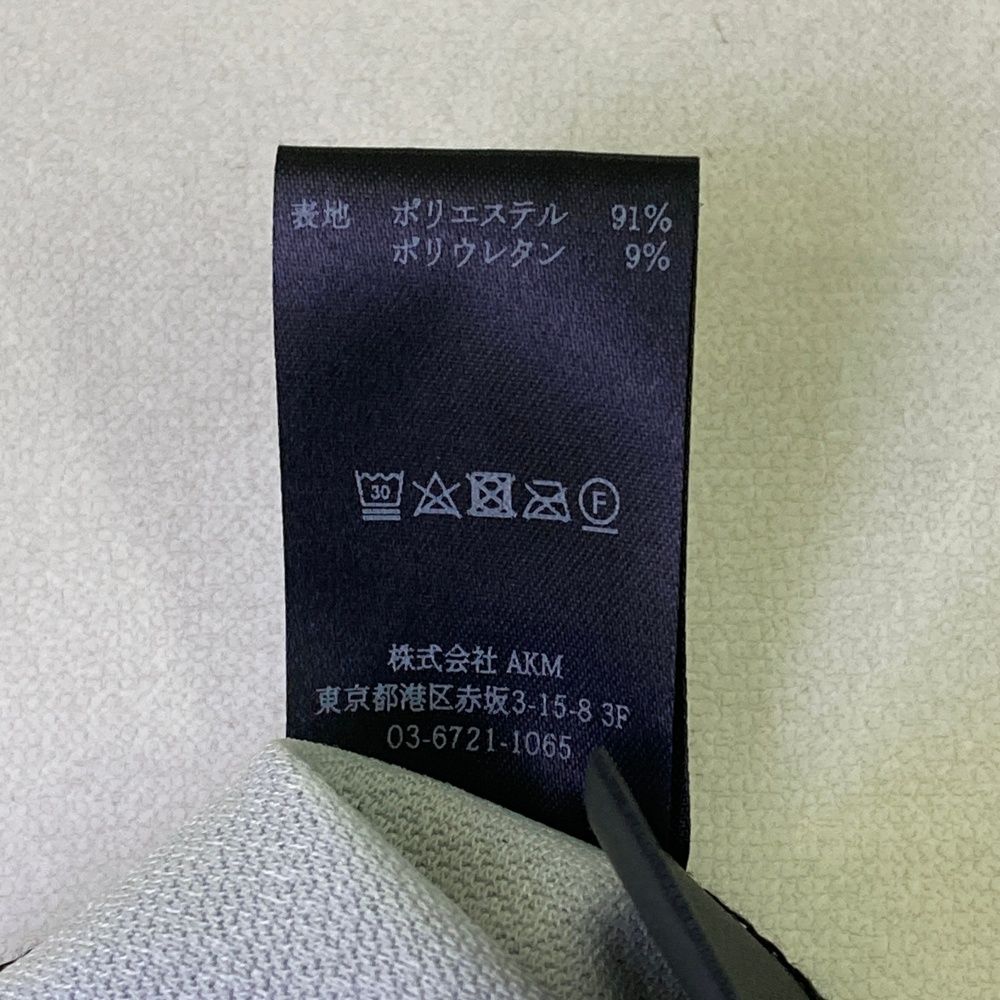 表地 ポリエステル 91%
ポリウレタン 9%
30 F
株式会社 AKM
東京都港区赤坂3-15-8 3F
03-6721-1065